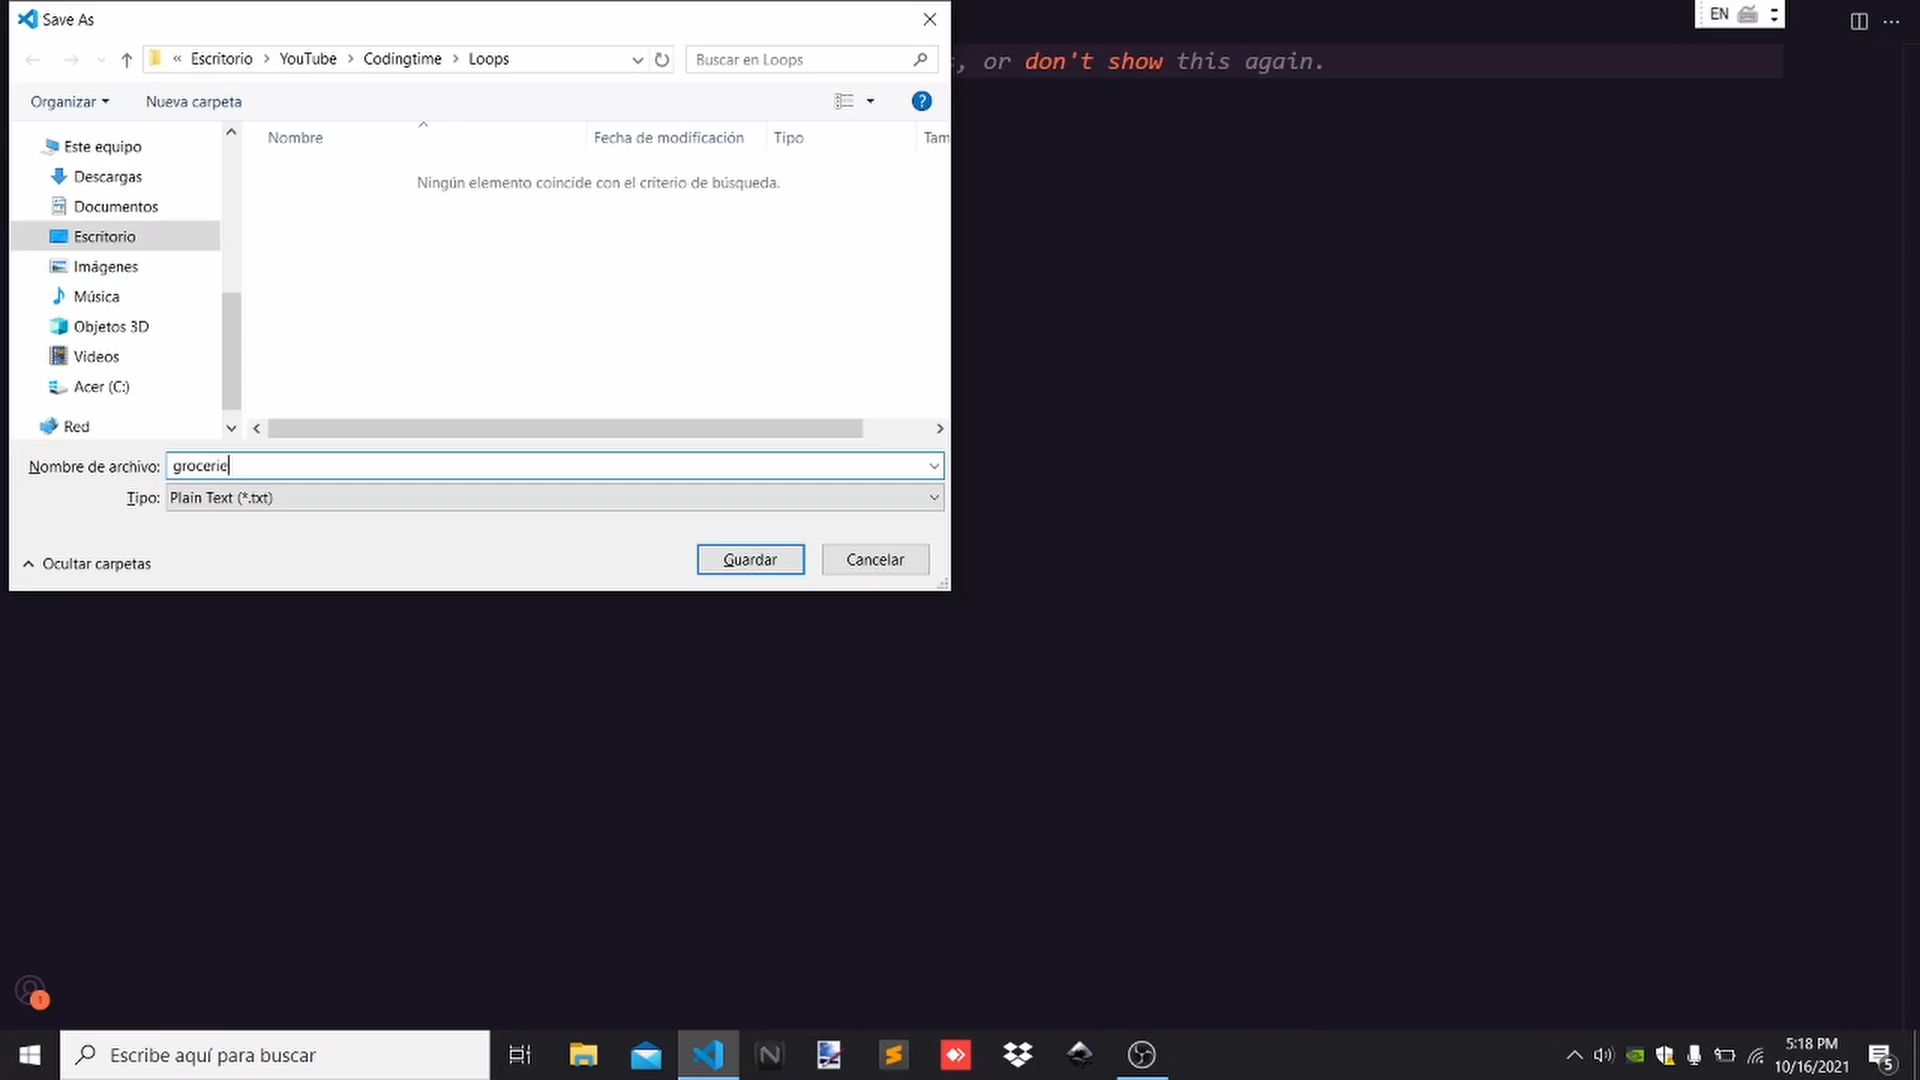 Save As
EN
« Escritorio > YouTube > Codingtime > Loops
Buscar en Loops
, or don't show this again.
Organizar
Nueva carpeta
?
Nombre
Fecha de modificación
Tipo
Tam
Ningún elemento coincide con el criterio de búsqueda.
Este equipo
Descargas
Documentos
Escritorio
Imágenes
Música
Objetos 3D
Videos
Acer (C:)
Red
Nombre de archivo: grocerie
Tipo: Plain Text (*.txt)
Ocultar carpetas
Guardar
Cancelar
1
Escribe aquí para buscar
5:18 PM
10/16/2021
5